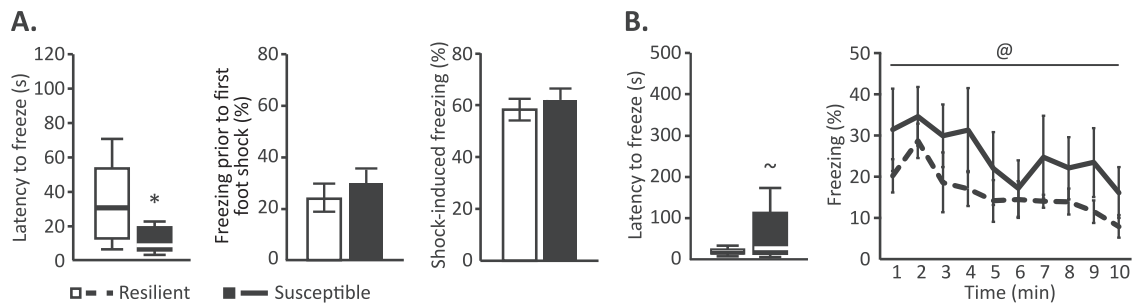 A.
Latency to freeze (s)
120
100
80
60
40
20
0
*
Freezing prior to first
foot shock (%)
80
60
40
20
0
Shock-induced freezing (%)
80
60
40
20
0
Resilient
Susceptible
B.
Latency to freeze (s)
500
400
300
200
100
0
~
Freezing (%)
50
40
30
20
10
0
@
1 2 3 4 5 6 7 8 9 10
Time (min)